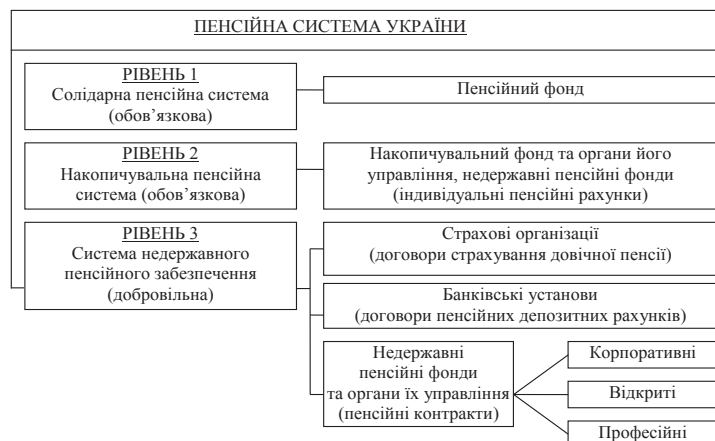 ПЕНСІЙНА СИСТЕМА УКРАЇНИ
РІВЕНЬ 1
Солідарна пенсійна система
(обов’язкова)
Пенсійний фонд
РІВЕНЬ 2
Накопичувальна пенсійна
система (обов’язкова)
Накопичувальний фонд та органи його
управління, недержавні пенсійні фонди
(індивідуальні пенсійні рахунки)
РІВЕНЬ 3
Система недержавного
пенсійного забезпечення
(добровільна)
Страхові організації
(договори страхування довічної пенсії)
Банківські установи
(договори пенсійних депозитних рахунків)
Недержавні
пенсійні фонди
та органи їх управління
(пенсійні контракти)
Корпоративні
Відкриті
Професійні